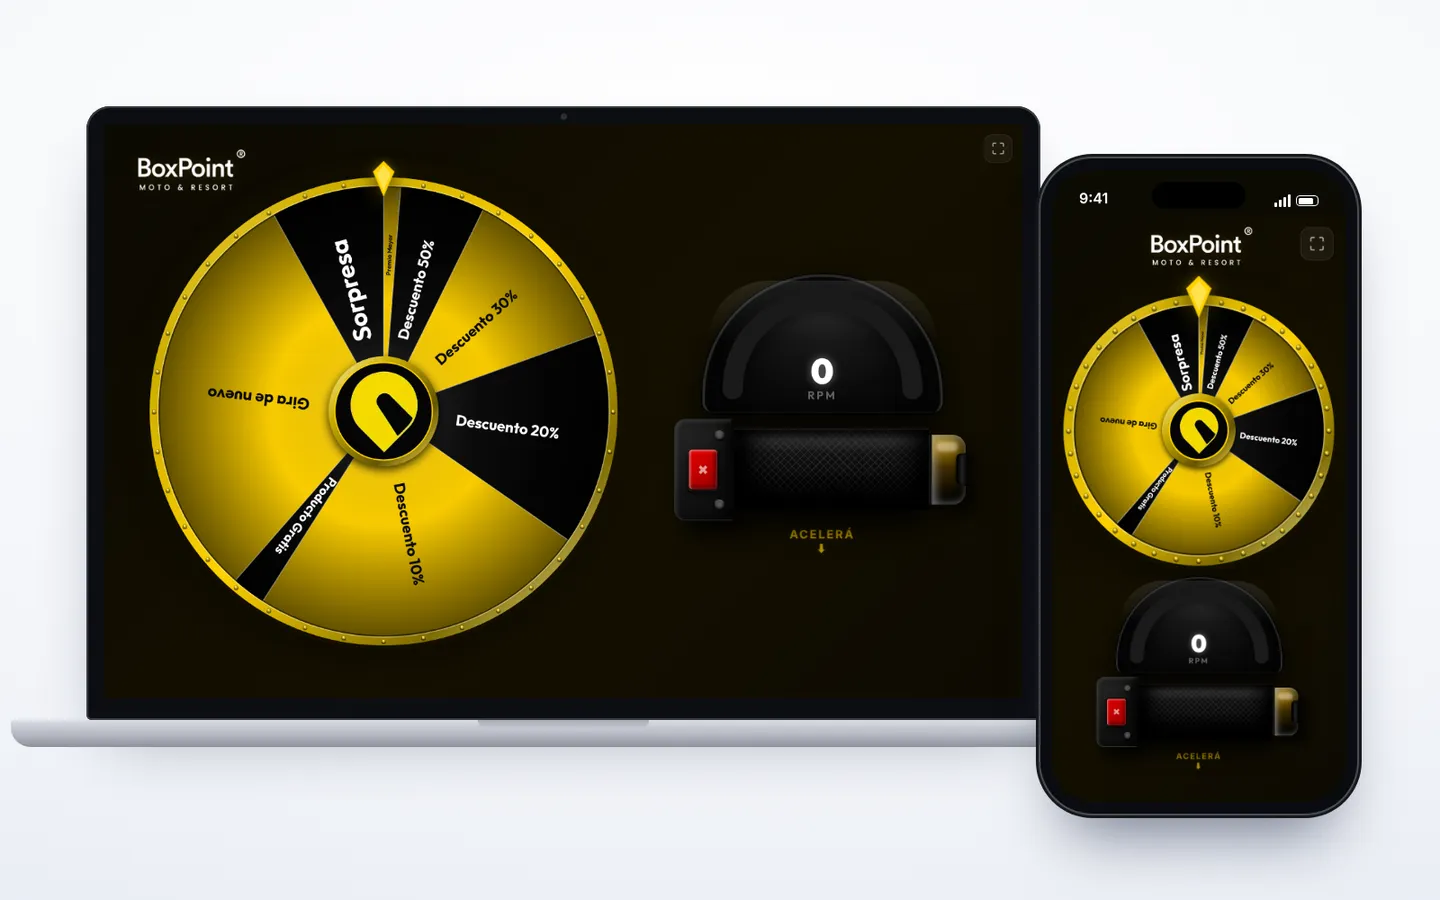 BoxPoint®
MOTO & RESORT
Sorpresa
Premio Mayor
Descuento 50%
Descuento 30%
Descuento 20%
Descuento 10%
Producto Gratis
Gira de nuevo
0
RPM
ACELERÁ
9:41
BoxPoint®
MOTO & RESORT
Sorpresa
Descuento 50%
Descuento 30%
Descuento 20%
Descuento 10%
Producto Gratis
Gira de nuevo
0
RPM
ACELERÁ